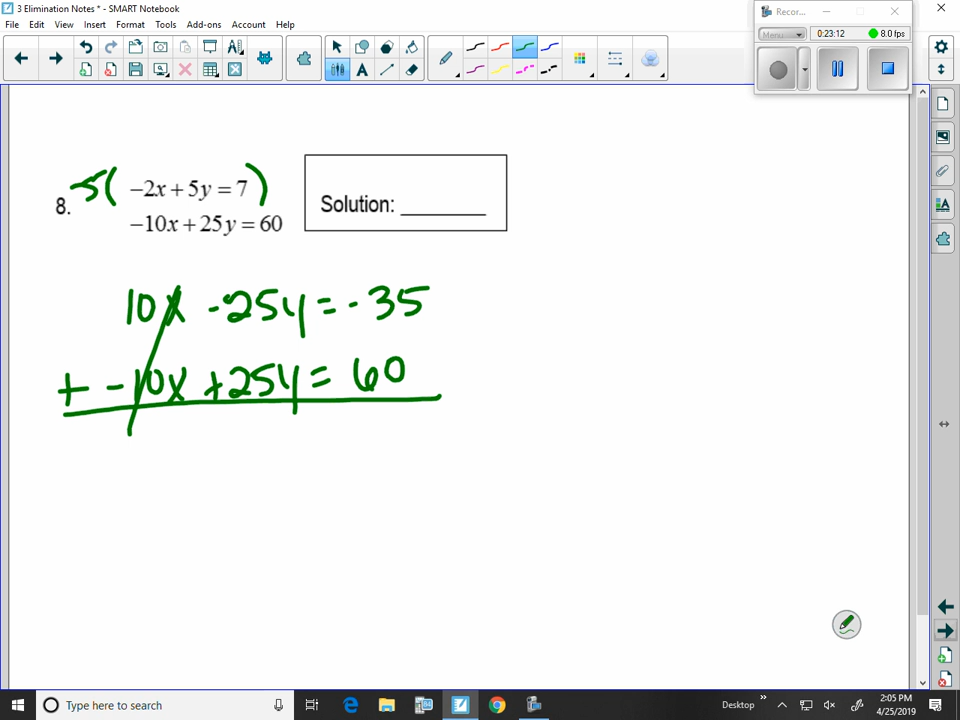 3 Elimination Notes * - SMART Notebook
File Edit View Insert Format Tools Add-ons Account Help
Recor...
Menu 0:23:12 8.0 fps
8. -5( −2x + 5y = 7 )
−10x + 25y = 60
Solution: ________
10x - 25y = - 35
+ - 10x + 25y = 60
Type here to search
Desktop
2:05 PM
4/25/2019